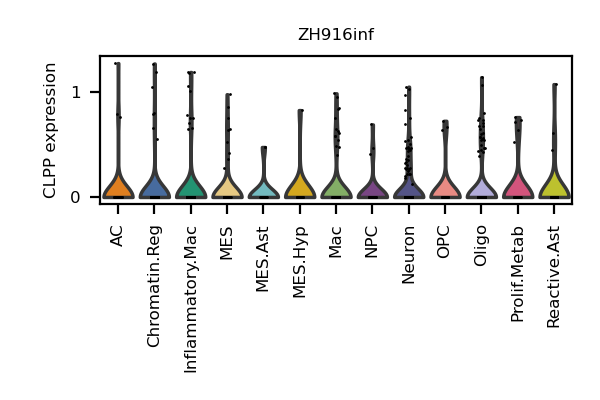 ZH916inf
CLPP expression
1
0
AC
Chromatin.Reg
Inflammatory.Mac
MES
MES.Ast
MES.Hyp
Mac
NPC
Neuron
OPC
Oligo
Prolif.Metab
Reactive.Ast